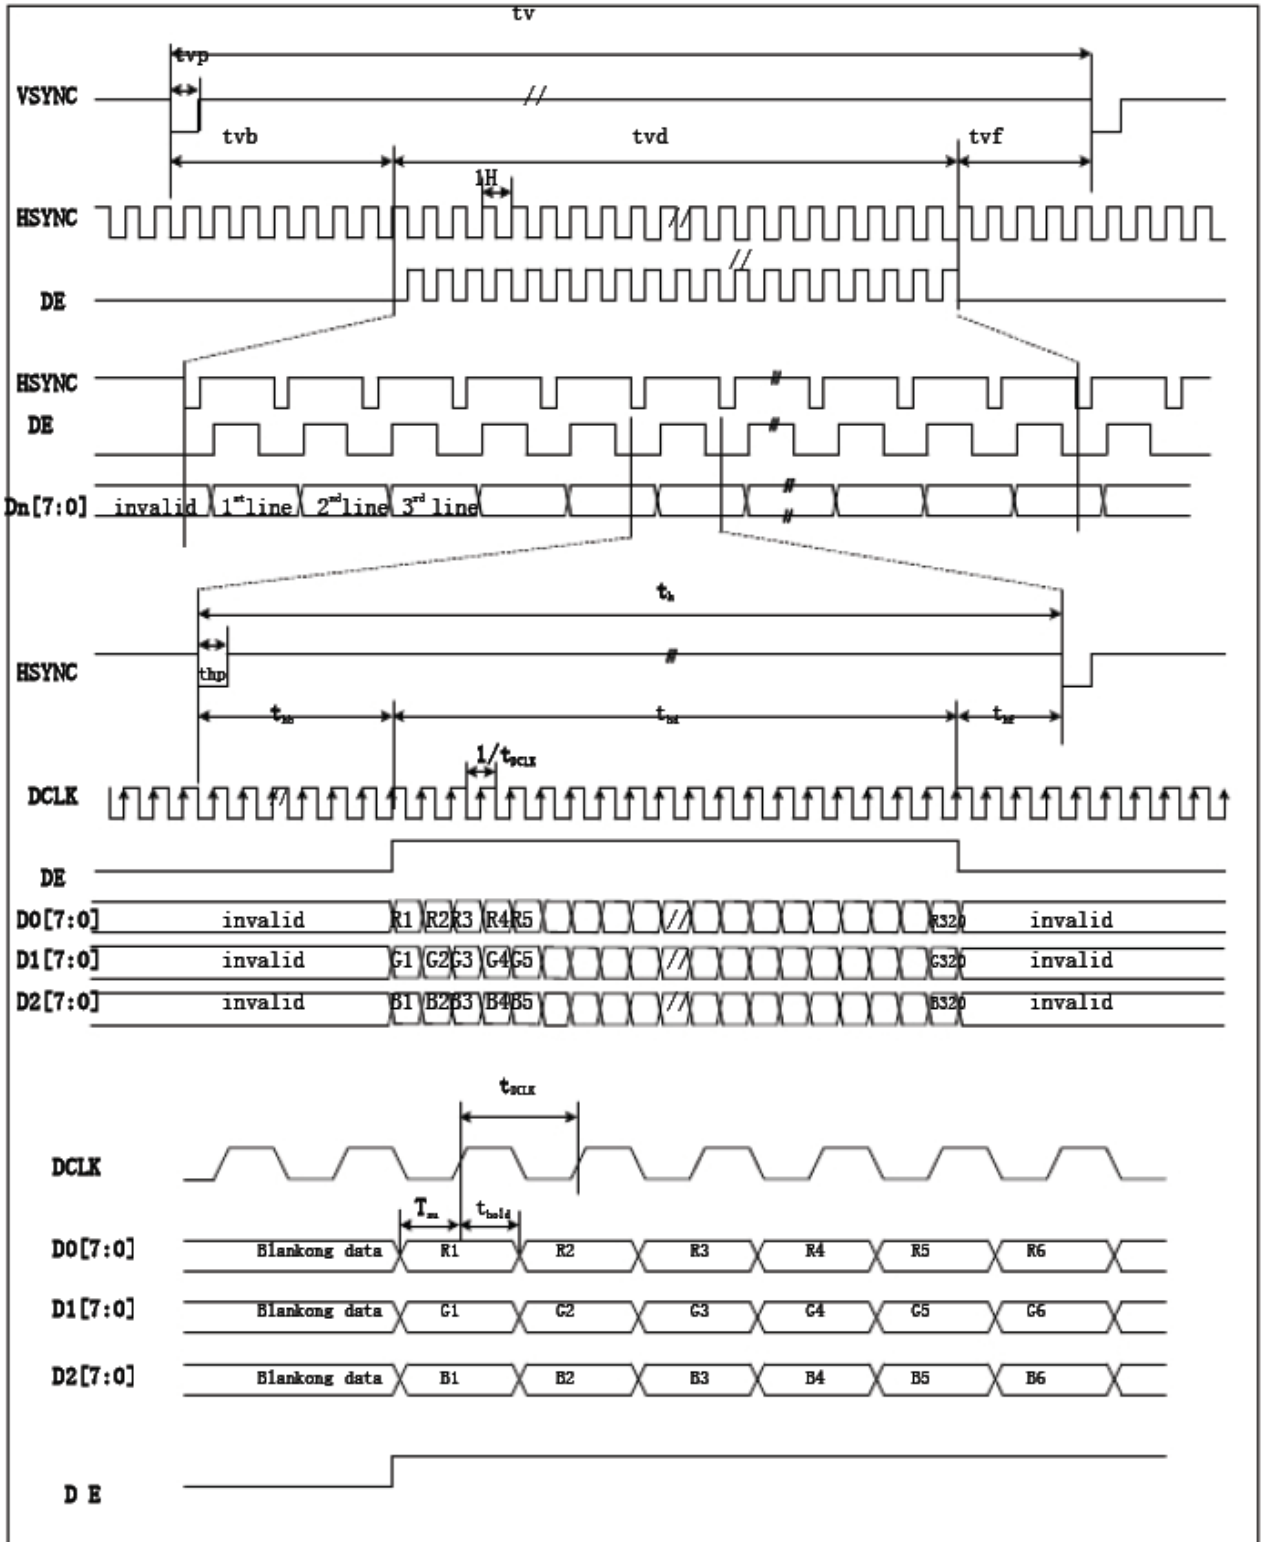 tv
tvp
VSYNC //
tvb tvd tvf
1H
HSYNC //
//
DE
HSYNC //
DE //
Dn[7:0] invalid 1st line 2nd line 3rd line //
//
th
HSYNC thp //
thb thd thf
1/tDCLK
DCLK //
DE
D0[7:0] invalid R1 R2 R3 R4 R5 // R320 invalid
D1[7:0] invalid G1 G2 G3 G4 G5 // G320 invalid
D2[7:0] invalid B1 B2 B3 B4 B5 // B320 invalid
tDCLK
DCLK
Tsu thold
D0[7:0] Blankong data R1 R2 R3 R4 R5 R6
D1[7:0] Blankong data G1 G2 G3 G4 G5 G6
D2[7:0] Blankong data B1 B2 B3 B4 B5 B6
D E